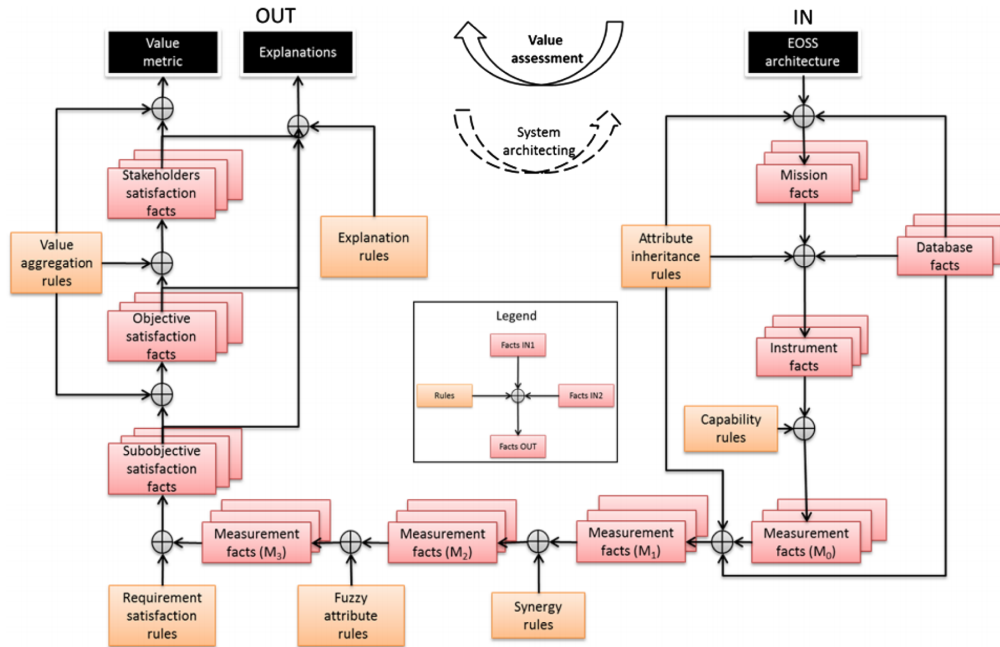 OUT
IN
Value
metric
Explanations
Value
assessment
EOSS
architecture
System
architecting
Stakeholders
satisfaction
facts
Mission
facts
Value
aggregation
rules
Explanation
rules
Attribute
inheritance
rules
Database
facts
Objective
satisfaction
facts
Legend
Facts IN1
Rules
Facts IN2
Facts OUT
Instrument
facts
Capability
rules
Subobjective
satisfaction
facts
Measurement
facts (M₃)
Measurement
facts (M₂)
Measurement
facts (M₁)
Measurement
facts (M₀)
Requirement
satisfaction
rules
Fuzzy
attribute
rules
Synergy
rules